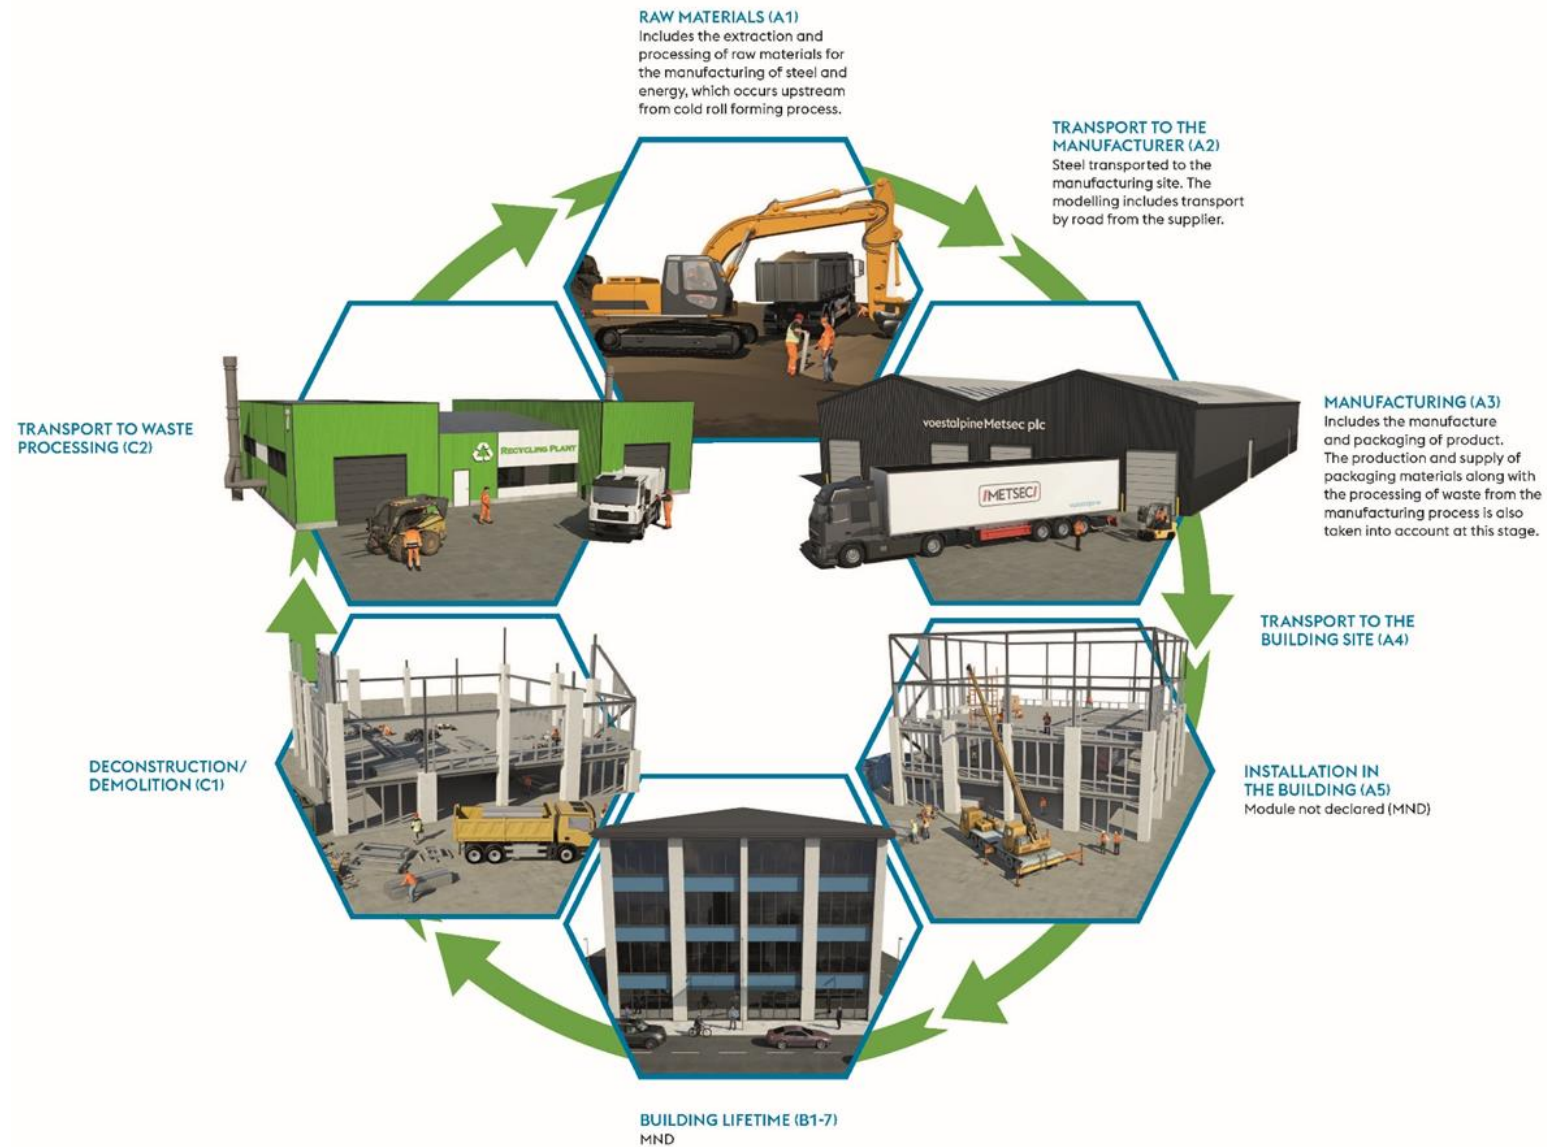 RAW MATERIALS (A1)
Includes the extraction and
processing of raw materials for
the manufacturing of steel and
energy, which occurs upstream
from cold roll forming process.
TRANSPORT TO THE
MANUFACTURER (A2)
Steel transported to the
manufacturing site. The
modelling includes transport
by road from the supplier.
MANUFACTURING (A3)
Includes the manufacture
and packaging of product.
The production and supply of
packaging materials along with
the processing of waste from the
manufacturing process is also
taken into account at this stage.
voestalpine Metsec plc
/METSEC/
TRANSPORT TO THE
BUILDING SITE (A4)
INSTALLATION IN
THE BUILDING (A5)
Module not declared (MND)
BUILDING LIFETIME (B1-7)
MND
DECONSTRUCTION/
DEMOLITION (C1)
TRANSPORT TO WASTE
PROCESSING (C2)
RECYCLING PLANT